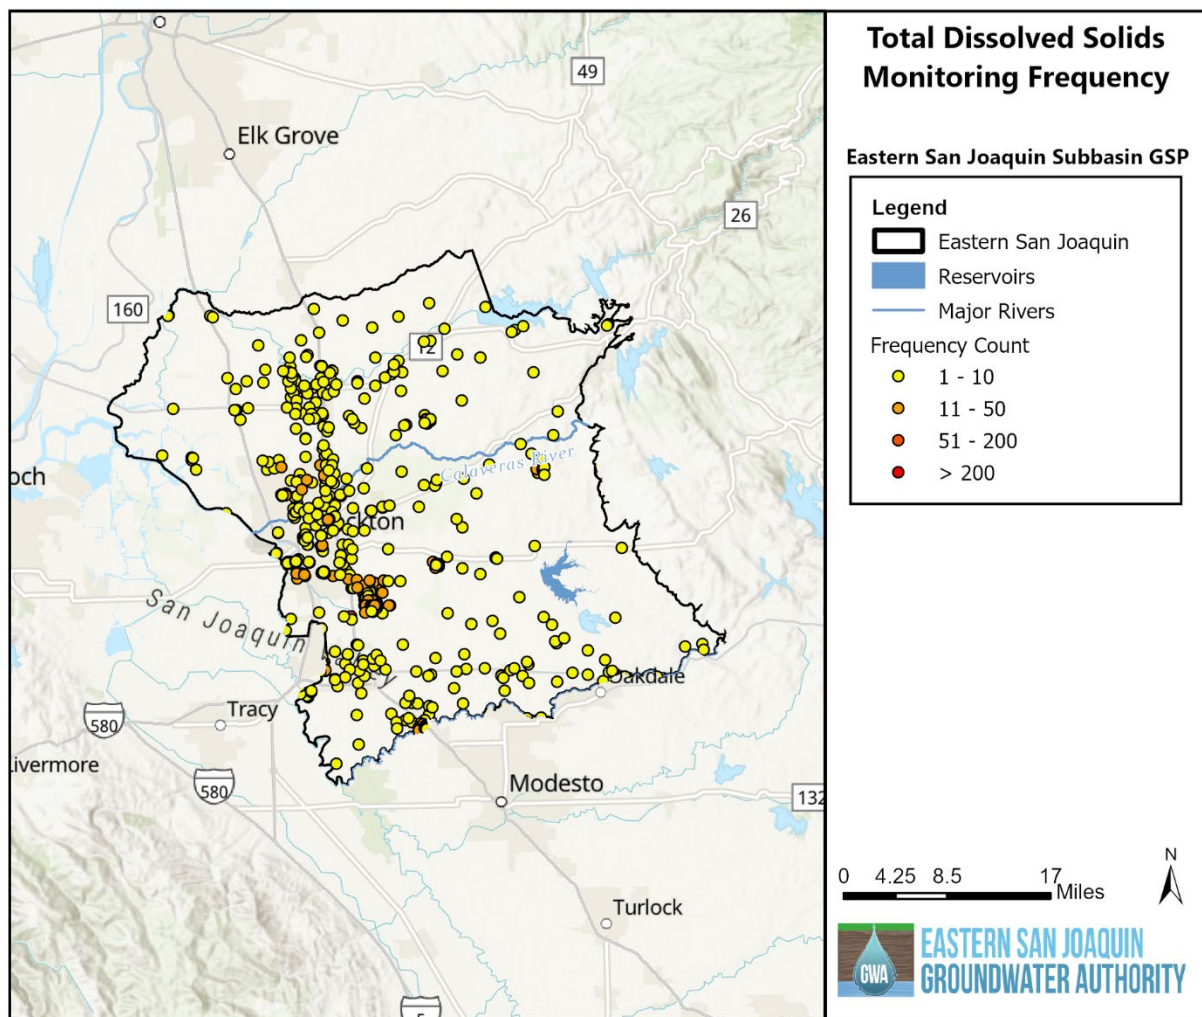 Total Dissolved Solids
Monitoring Frequency
Eastern San Joaquin Subbasin GSP
Legend
Eastern San Joaquin
Reservoirs
Major Rivers
Frequency Count
1 - 10
11 - 50
51 - 200
> 200
49
Elk Grove
26
160
12
Calaveras River
och
ckton
San Joaquin
y
Oakdale
Tracy
580
Livermore
580
Modesto
132
Turlock
5
N
0 4.25 8.5 17
Miles
GWA
EASTERN SAN JOAQUIN
GROUNDWATER AUTHORITY